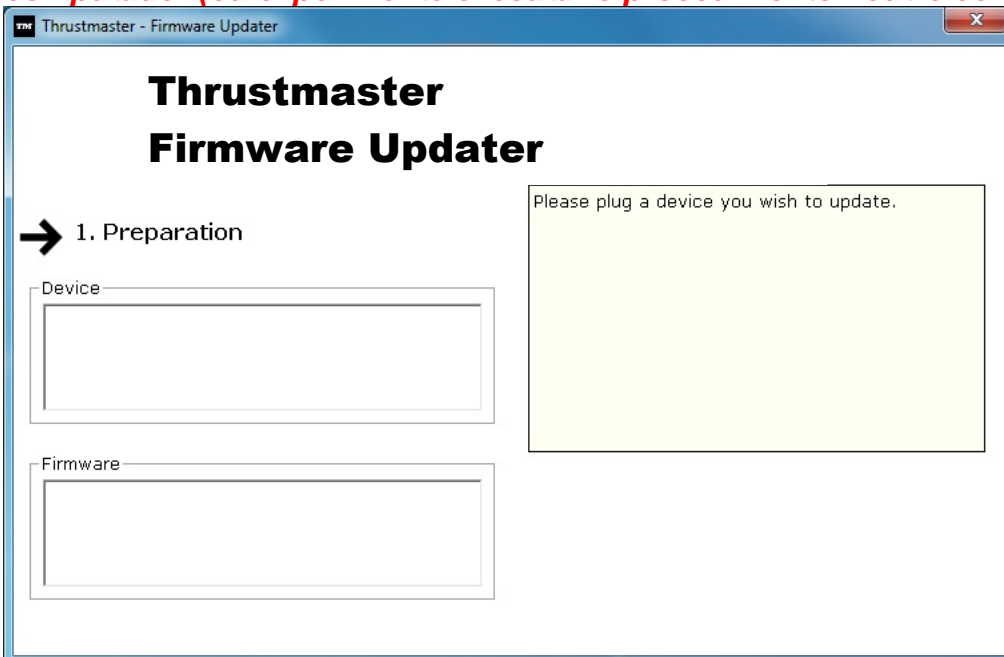 Thrustmaster - Firmware Updater
Thrustmaster
Firmware Updater
Please plug a device you wish to update.
1. Preparation
Device
Firmware